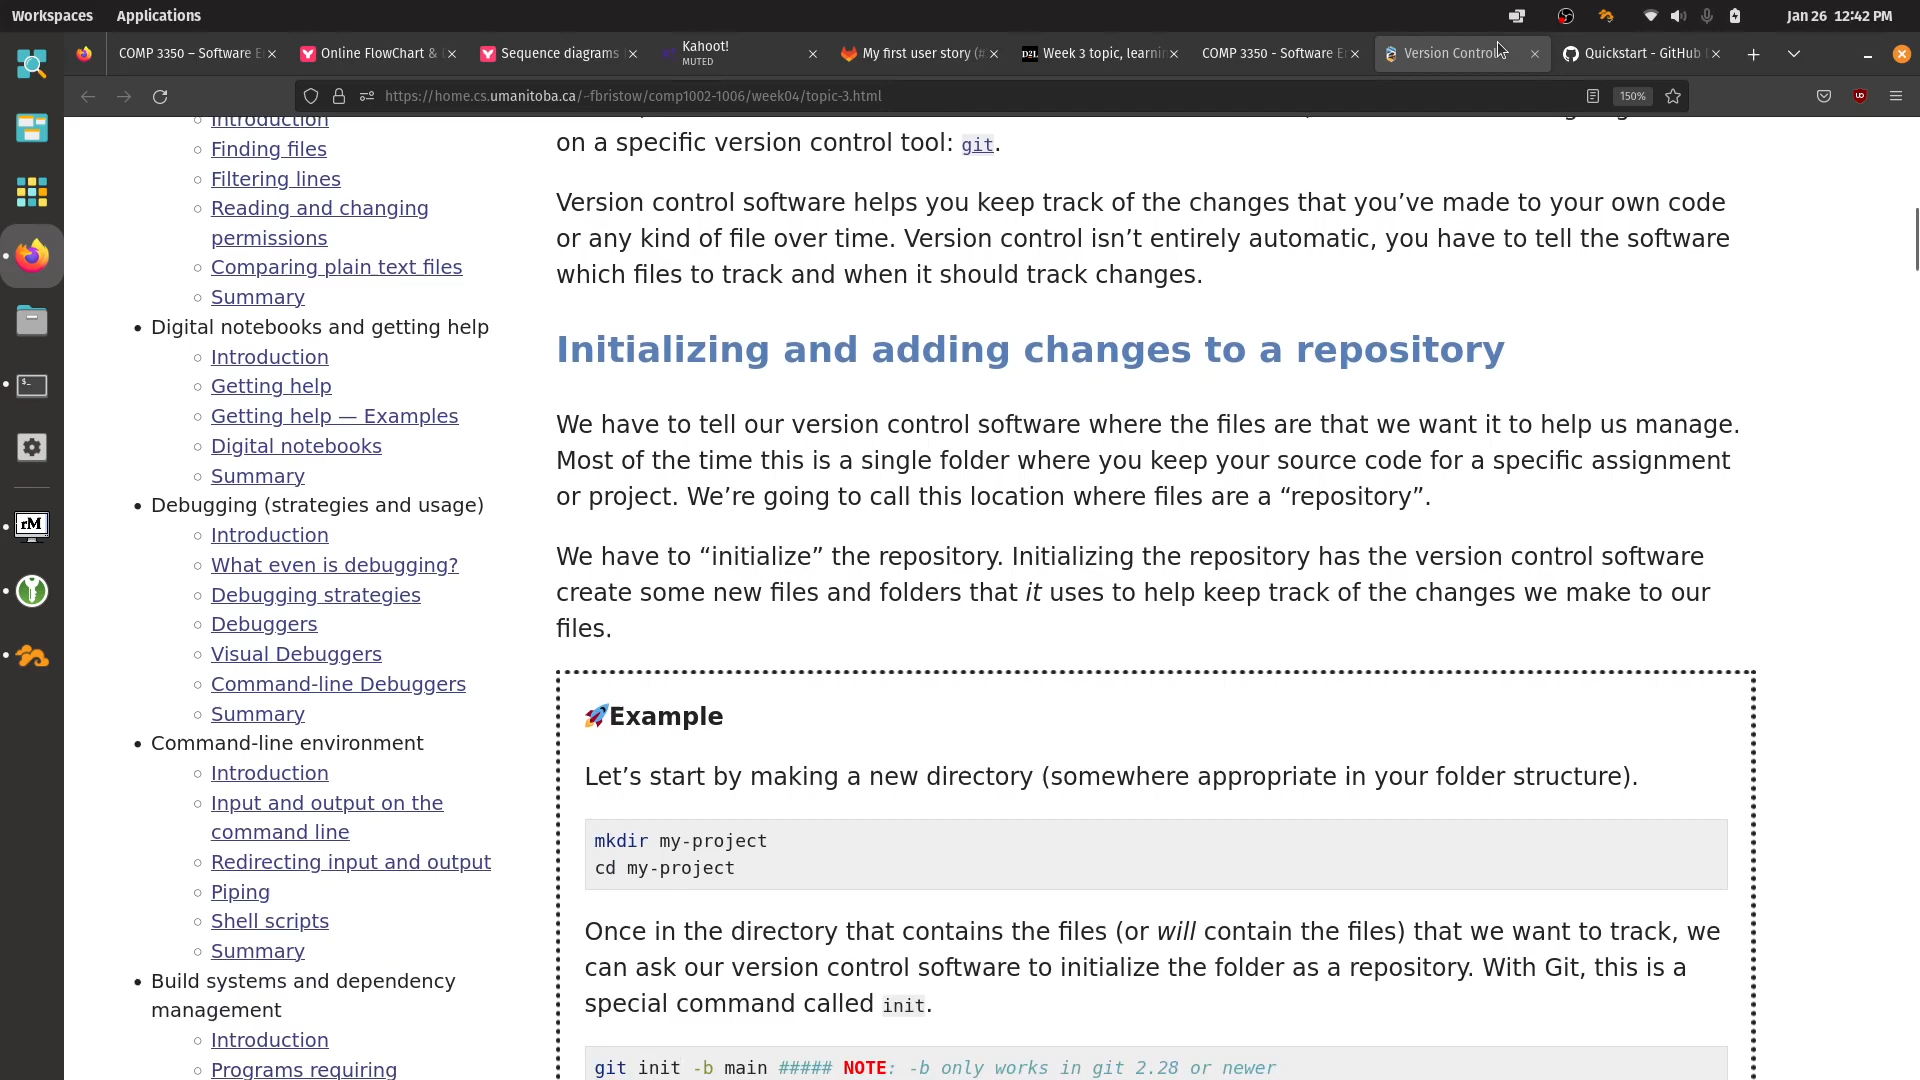 Workspaces Applications Jan 26 12:42 PM
COMP 3350 – Software E
Online FlowChart &
Sequence diagrams
Kahoot!
MUTED
My first user story (#
D2L Week 3 topic, learnin
COMP 3350 - Software E
Version Control
Quickstart - GitHub
https://home.cs.umanitoba.ca/~fbristow/comp1002-1006/week04/topic-3.html 150%
Introduction
Finding files
Filtering lines
Reading and changing
permissions
Comparing plain text files
Summary
Digital notebooks and getting help
Introduction
Getting help
Getting help — Examples
Digital notebooks
Summary
Debugging (strategies and usage)
Introduction
What even is debugging?
Debugging strategies
Debuggers
Visual Debuggers
Command-line Debuggers
Summary
Command-line environment
Introduction
Input and output on the
command line
Redirecting input and output
Piping
Shell scripts
Summary
Build systems and dependency
management
Introduction
Programs requiring
on a specific version control tool: git.
Version control software helps you keep track of the changes that you’ve made to your own code
or any kind of file over time. Version control isn’t entirely automatic, you have to tell the software
which files to track and when it should track changes.
Initializing and adding changes to a repository
We have to tell our version control software where the files are that we want it to help us manage.
Most of the time this is a single folder where you keep your source code for a specific assignment
or project. We’re going to call this location where files are a “repository”.
We have to “initialize” the repository. Initializing the repository has the version control software
create some new files and folders that it uses to help keep track of the changes we make to our
files.
🚀Example
Let’s start by making a new directory (somewhere appropriate in your folder structure).
mkdir my-project
cd my-project
Once in the directory that contains the files (or will contain the files) that we want to track, we
can ask our version control software to initialize the folder as a repository. With Git, this is a
special command called init.
git init -b main ##### NOTE: -b only works in git 2.28 or newer
rM